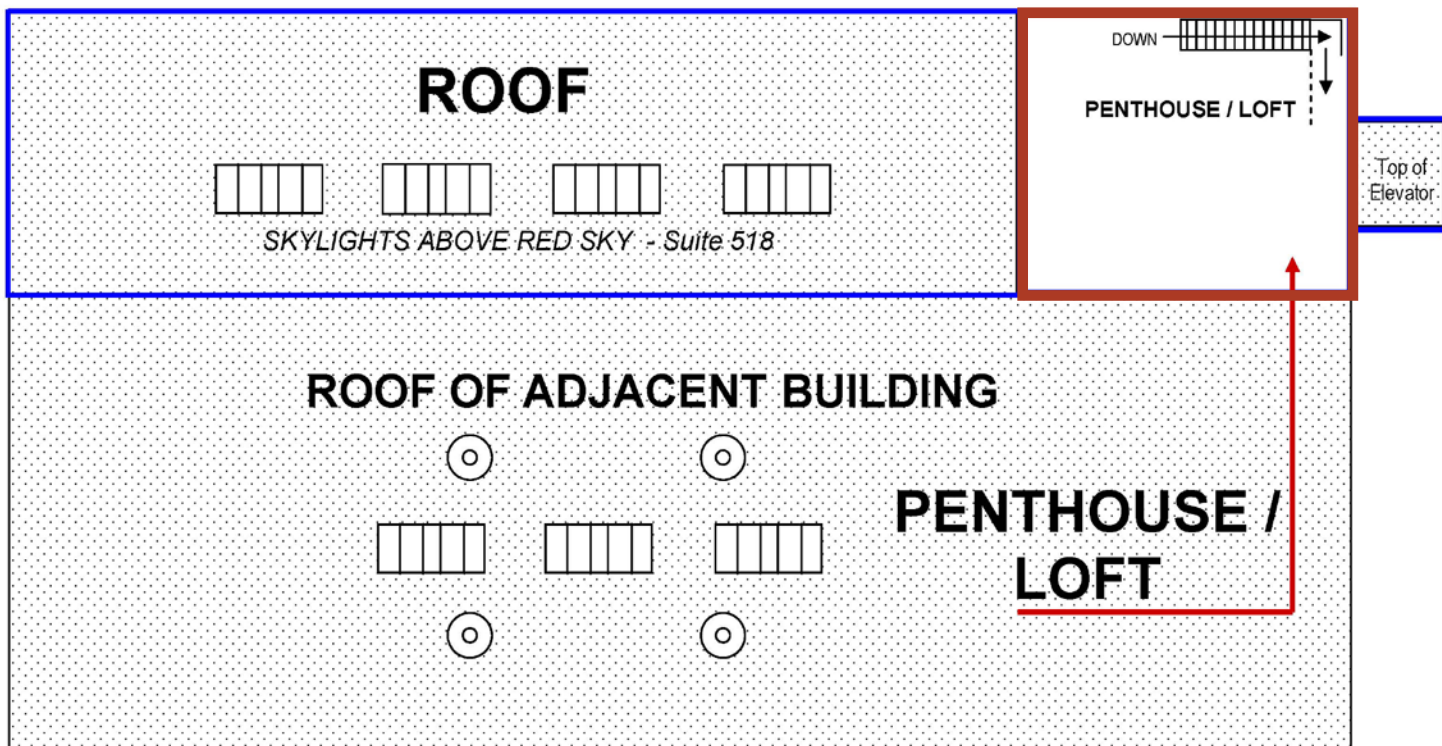 ROOF
DOWN
PENTHOUSE / LOFT
Top of
Elevator
SKYLIGHTS ABOVE RED SKY - Suite 518
ROOF OF ADJACENT BUILDING
PENTHOUSE /
LOFT